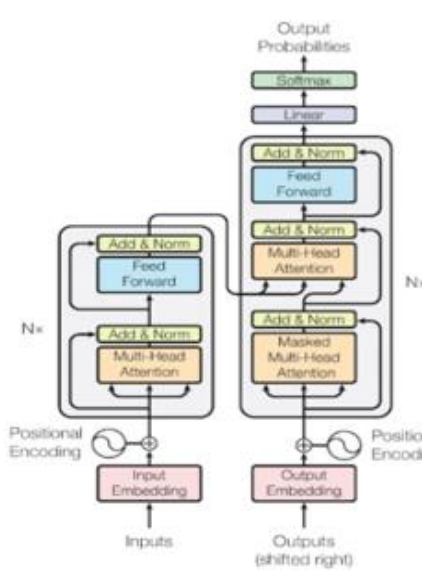 Output
Probabilities
Softmax
Linear
Add & Norm
Feed
Forward
Add & Norm
Multi-Head
Attention
Add & Norm
Masked
Multi-Head
Attention
N
Output
Embedding
Outputs
(shifted right)
Positio
Encodi
Add & Norm
Feed
Forward
Add & Norm
Multi-Head
Attention
N×
Positional
Encoding
Input
Embedding
Inputs